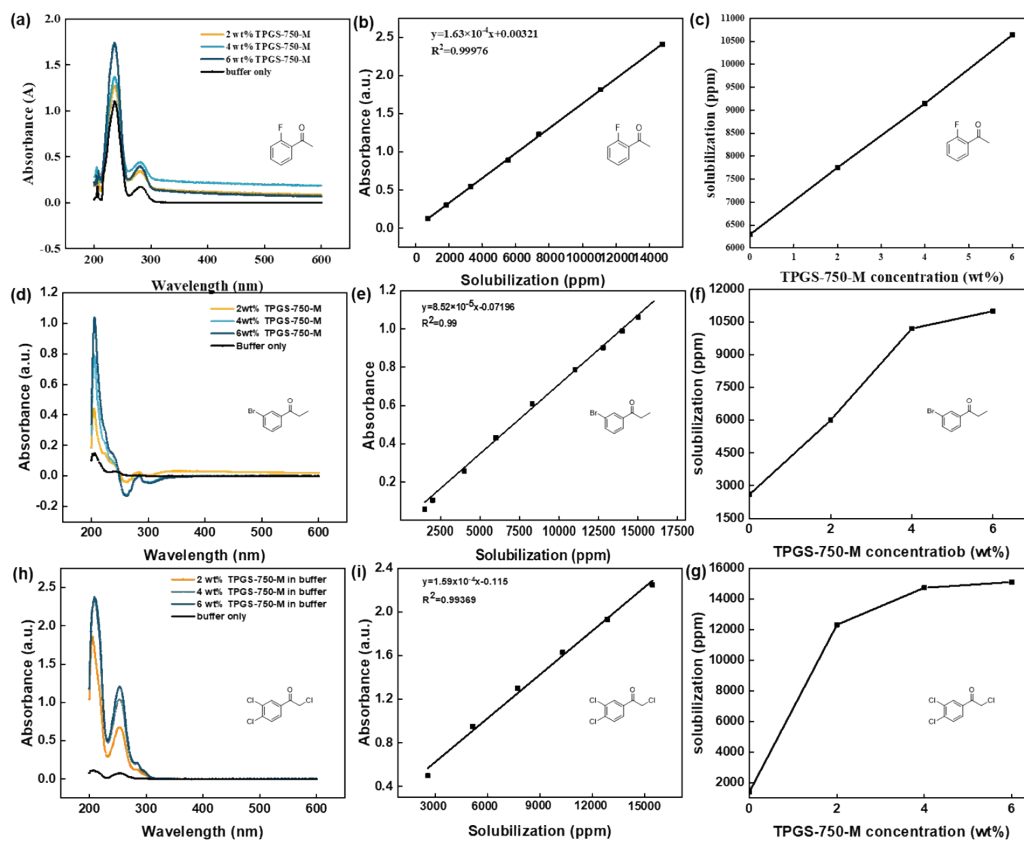 (a)
2 wt% TPGS-750-M
4 wt% TPGS-750-M
6 wt% TPGS-750-M
buffer only
2.0
1.5
1.0
0.5
0.0
-0.5
200
300
400
500
600
Absorbance (A)
Wavelength (nm)
F
O
(b)
y=1.63×10⁻⁴x+0.00321
R²=0.99976
2.5
2.0
1.5
1.0
0.5
0.0
0 2000 4000 6000 8000 10000 12000 14000
Absorbance (a.u.)
Solubilization (ppm)
F
O
(c)
11000
10500
10000
9500
9000
8500
8000
7500
7000
6500
6000
0 1 2 3 4 5 6
solubilization (ppm)
TPGS-750-M concentration (wt%)
F
O
(d)
2wt% TPGS-750-M
4wt% TPGS-750-M
6wt% TPGS-750-M
Buffer only
1.2
1.0
0.8
0.6
0.4
0.2
0.0
-0.2
200 300 400 500 600
Absorbance (a.u.)
Wavelength (nm)
Br
O
(e)
y=8.52×10⁻⁵x-0.07196
R²=0.99
1.2
1.0
0.8
0.6
0.4
0.2
2500 5000 7500 10000 12500 15000 17500
Absorbance
Solubilization (ppm)
Br
O
(f)
12000
10500
9000
7500
6000
4500
3000
1500
0 2 4 6
solubilization (ppm)
TPGS-750-M concentratiob (wt%)
Br
O
(h)
2 wt% TPGS-750-M in buffer
4 wt% TPGS-750-M in buffer
6 wt% TPGS-750-M in buffer
buffer only
2.5
2.0
1.5
1.0
0.5
0.0
200 300 400 500 600
Absorbance (a.u.)
Wavelength (nm)
Cl
Cl
O
Cl
(i)
y=1.59x10⁻⁴x-0.115
R²=0.99369
2.4
2.0
1.6
1.2
0.8
0.4
3000 6000 9000 12000 15000
Absorbance (a.u.)
Solubilization (ppm)
Cl
Cl
O
Cl
(g)
16000
14000
12000
10000
8000
6000
4000
2000
0 2 4 6
solubilization (ppm)
TPGS-750-M concentration (wt%)
Cl
Cl
O
Cl